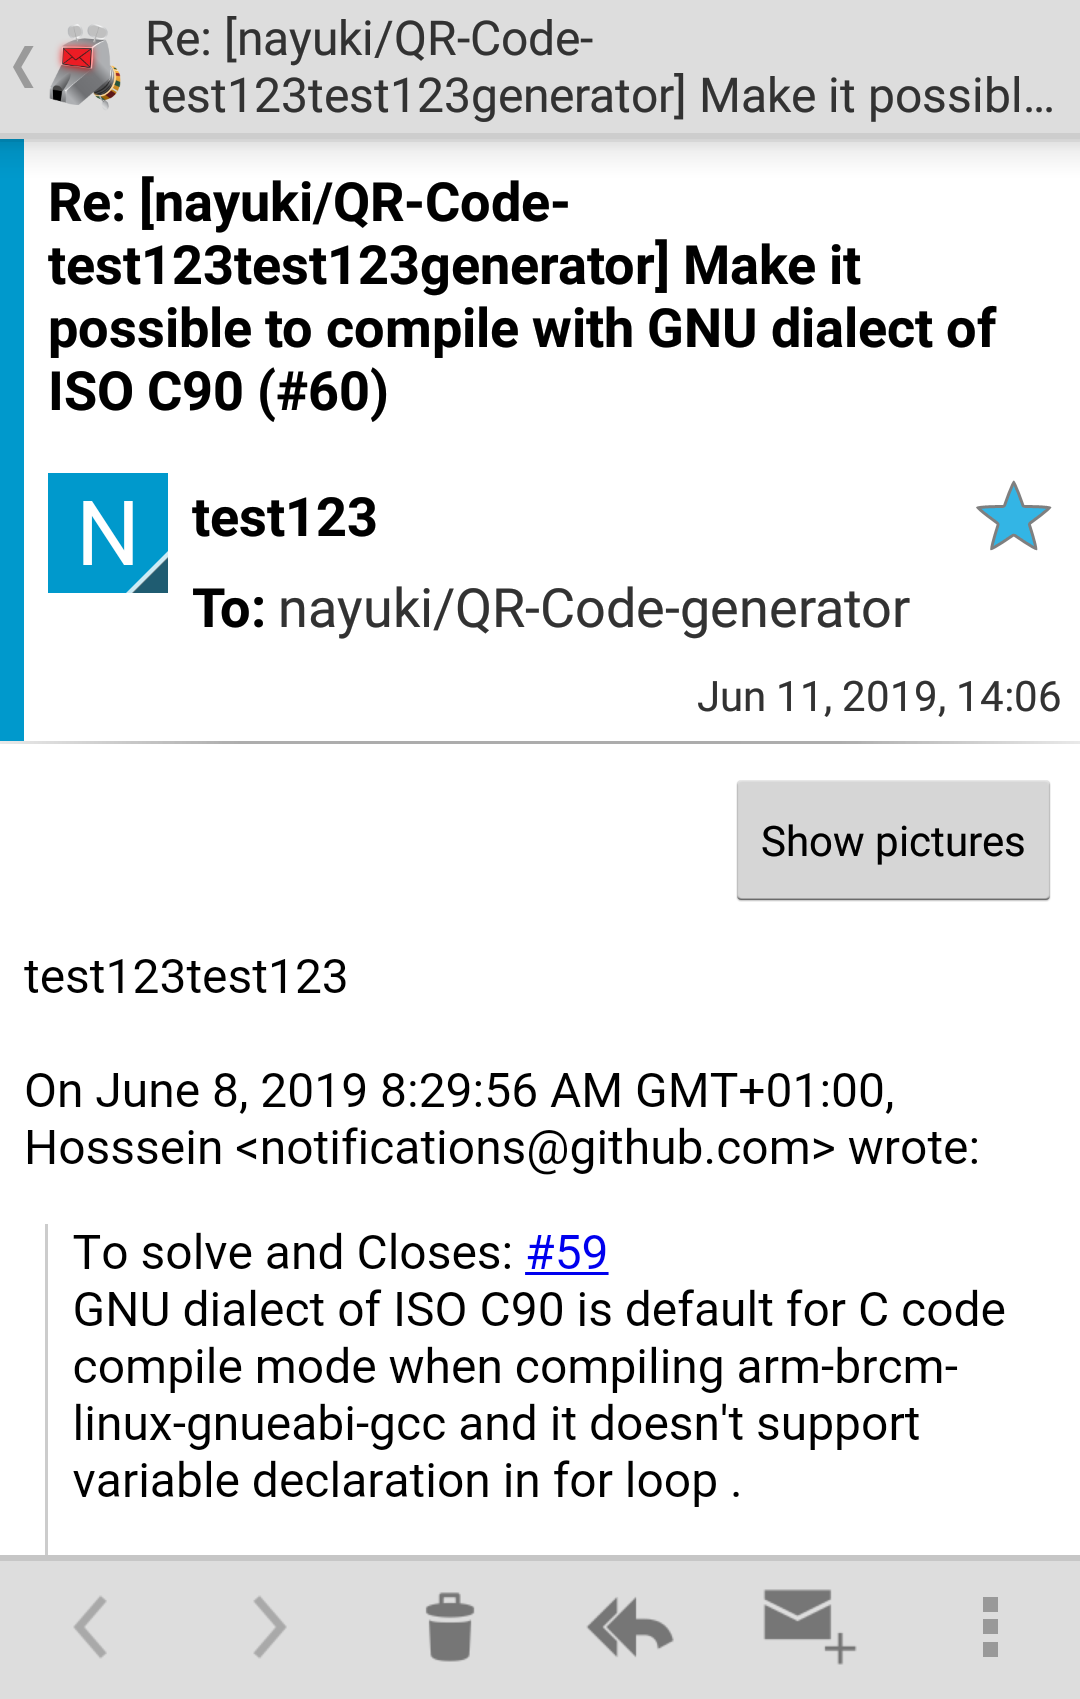 Re: [nayuki/QR-Code-
test123test123generator] Make it possibl...
Re: [nayuki/QR-Code-
test123test123generator] Make it
possible to compile with GNU dialect of
ISO C90 (#60)
N
test123
To: nayuki/QR-Code-generator
Jun 11, 2019, 14:06
Show pictures
test123test123
On June 8, 2019 8:29:56 AM GMT+01:00,
Hosssein <notifications@github.com> wrote:
To solve and Closes: #59
GNU dialect of ISO C90 is default for C code
compile mode when compiling arm-brcm-
linux-gnueabi-gcc and it doesn't support
variable declaration in for loop .